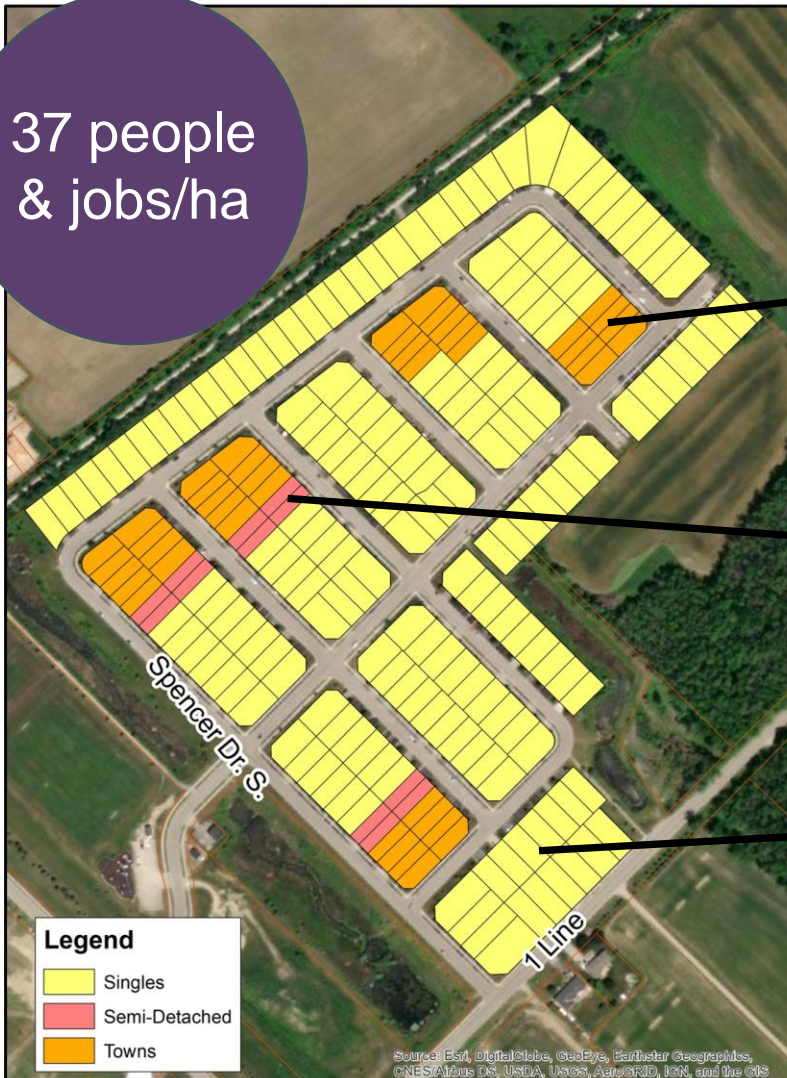 37 people
& jobs/ha
Spencer Dr. S.
1 Line
Legend
Singles
Semi-Detached
Towns
Source: Esri, DigitalGlobe, GeoEye, Earthstar Geographics,
CNES/Airbus DS, USDA, USGS, AeroGRID, IGN, and the GIS